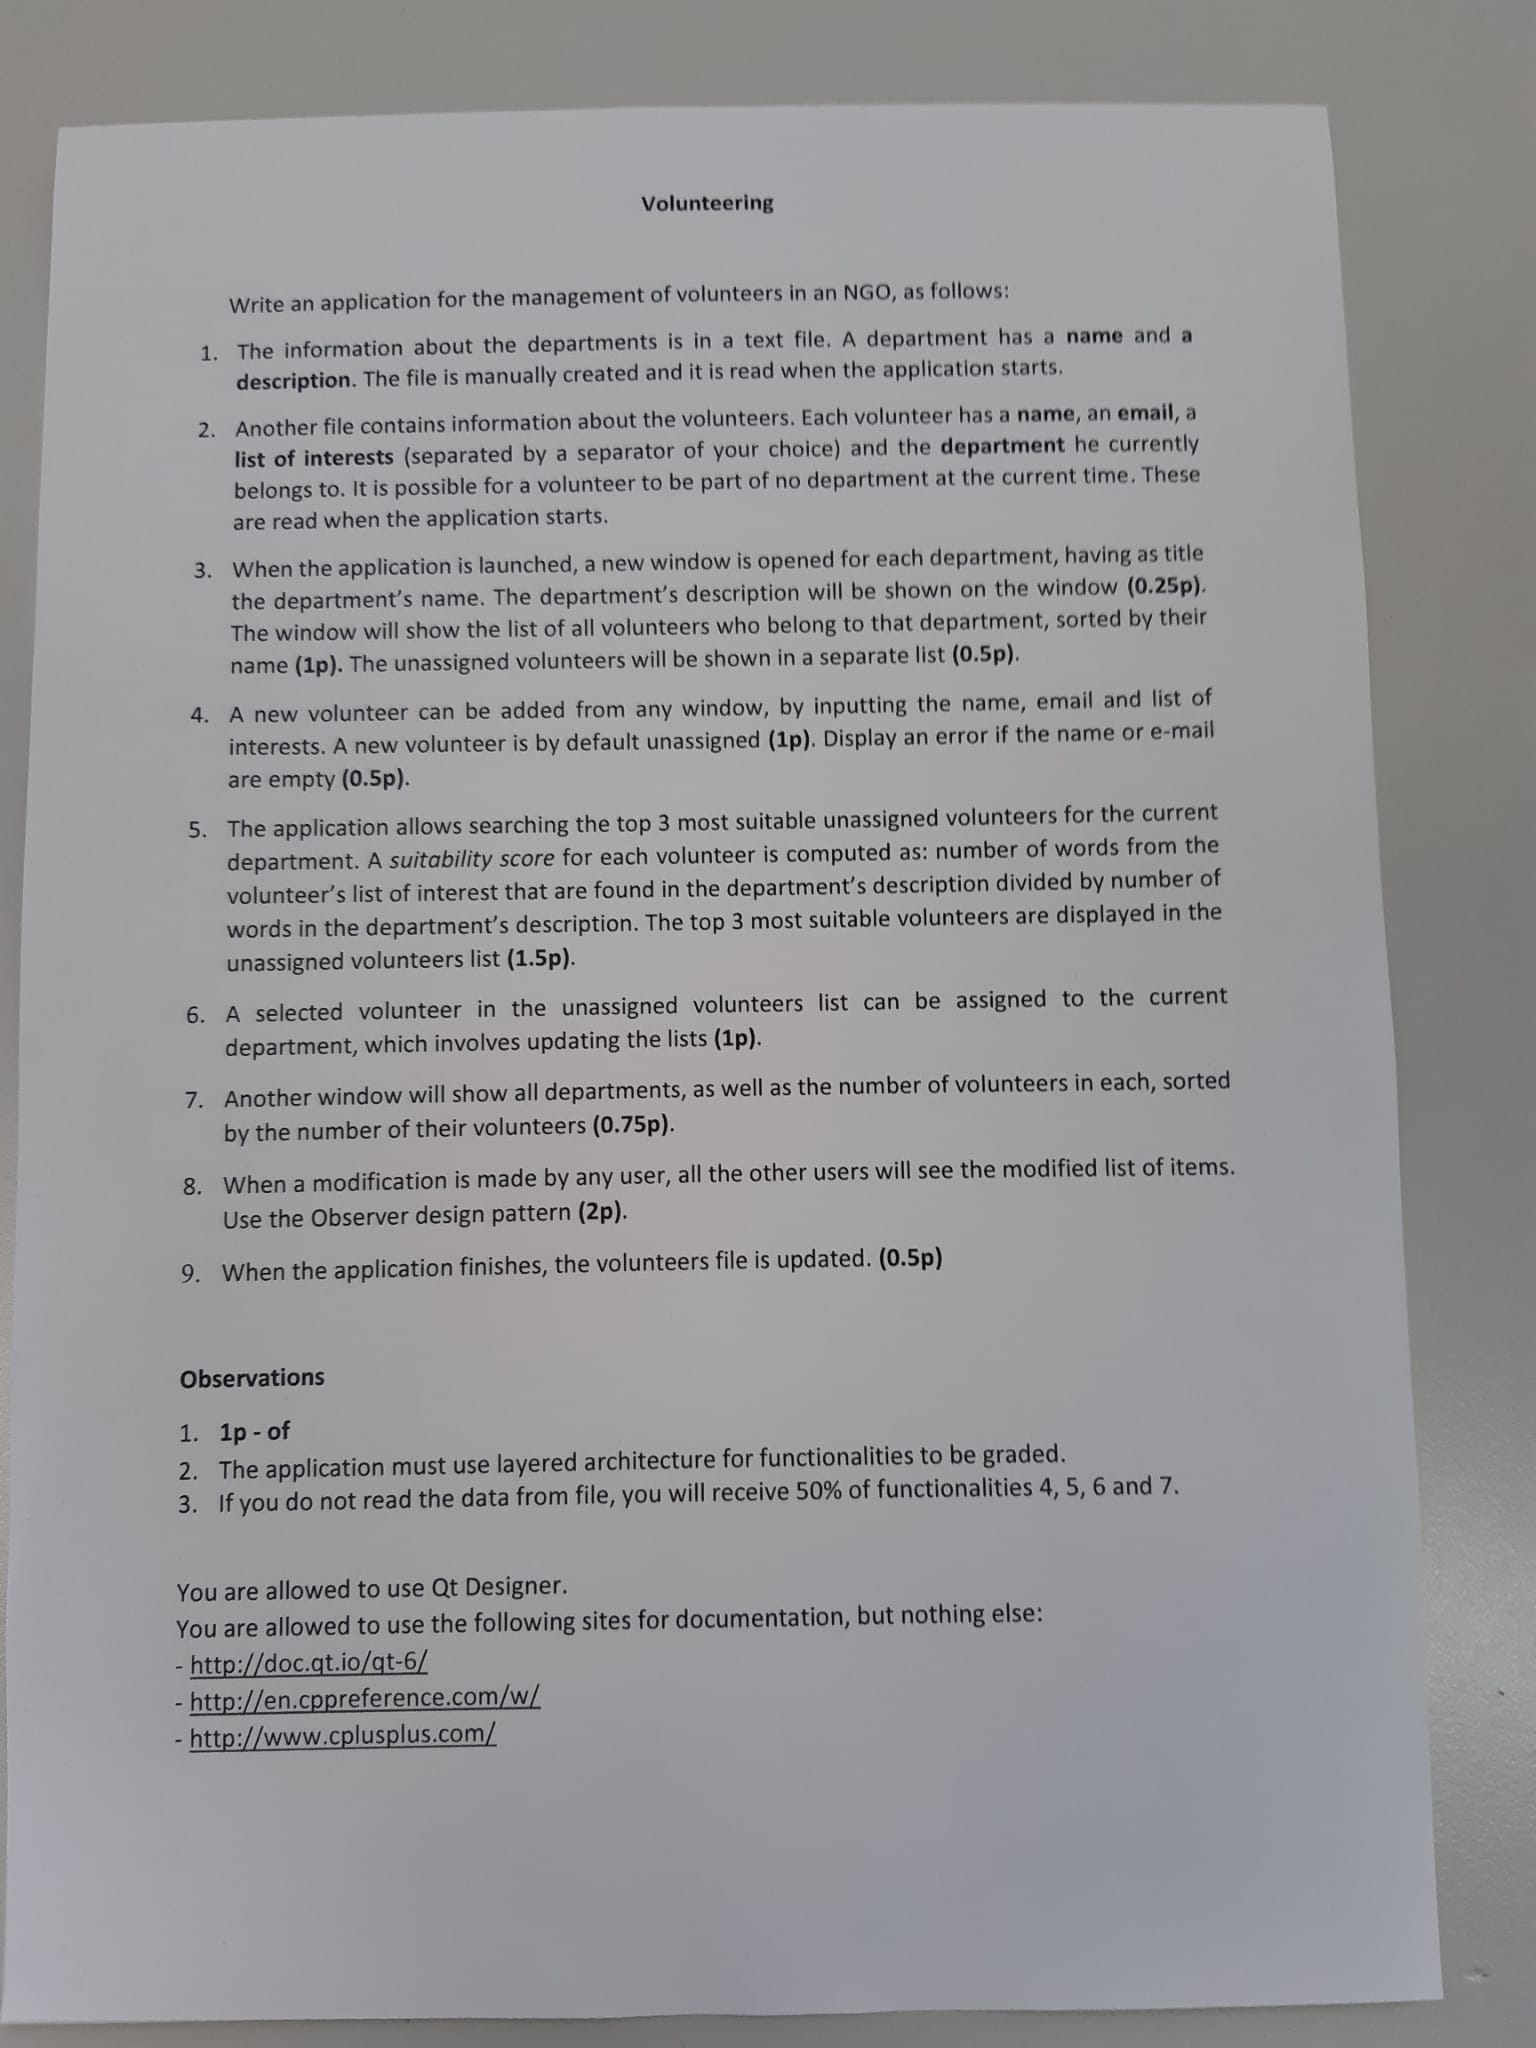 Volunteering
Write an application for the management of volunteers in an NGO, as follows:
1. The information about the departments is in a text file. A department has a name and a
description. The file is manually created and it is read when the application starts.
2. Another file contains information about the volunteers. Each volunteer has a name, an email, a
list of interests (separated by a separator of your choice) and the department he currently
belongs to. It is possible for a volunteer to be part of no department at the current time. These
are read when the application starts.
3. When the application is launched, a new window is opened for each department, having as title
the department's name. The department's description will be shown on the window (0.25p).
The window will show the list of all volunteers who belong to that department, sorted by their
name (1p). The unassigned volunteers will be shown in a separate list (0.5p).
4. A new volunteer can be added from any window, by inputting the name, email and list of
interests. A new volunteer is by default unassigned (1p). Display an error if the name or e-mail
are empty (0.5p).
5. The application allows searching the top 3 most suitable unassigned volunteers for the current
department. A suitability score for each volunteer is computed as: number of words from the
volunteer's list of interest that are found in the department's description divided by number of
words in the department's description. The top 3 most suitable volunteers are displayed in the
unassigned volunteers list (1.5p).
6. A selected volunteer in the unassigned volunteers list can be assigned to the current
department, which involves updating the lists (1p).
7. Another window will show all departments, as well as the number of volunteers in each, sorted
by the number of their volunteers (0.75p).
8. When a modification is made by any user, all the other users will see the modified list of items.
Use the Observer design pattern (2p).
9. When the application finishes, the volunteers file is updated. (0.5p)
Observations
1. 1p - of
2. The application must use layered architecture for functionalities to be graded.
3. If you do not read the data from file, you will receive 50% of functionalities 4, 5, 6 and 7.
You are allowed to use Qt Designer.
You are allowed to use the following sites for documentation, but nothing else:
- http://doc.qt.io/qt-6/
- http://en.cppreference.com/w/
- http://www.cplusplus.com/